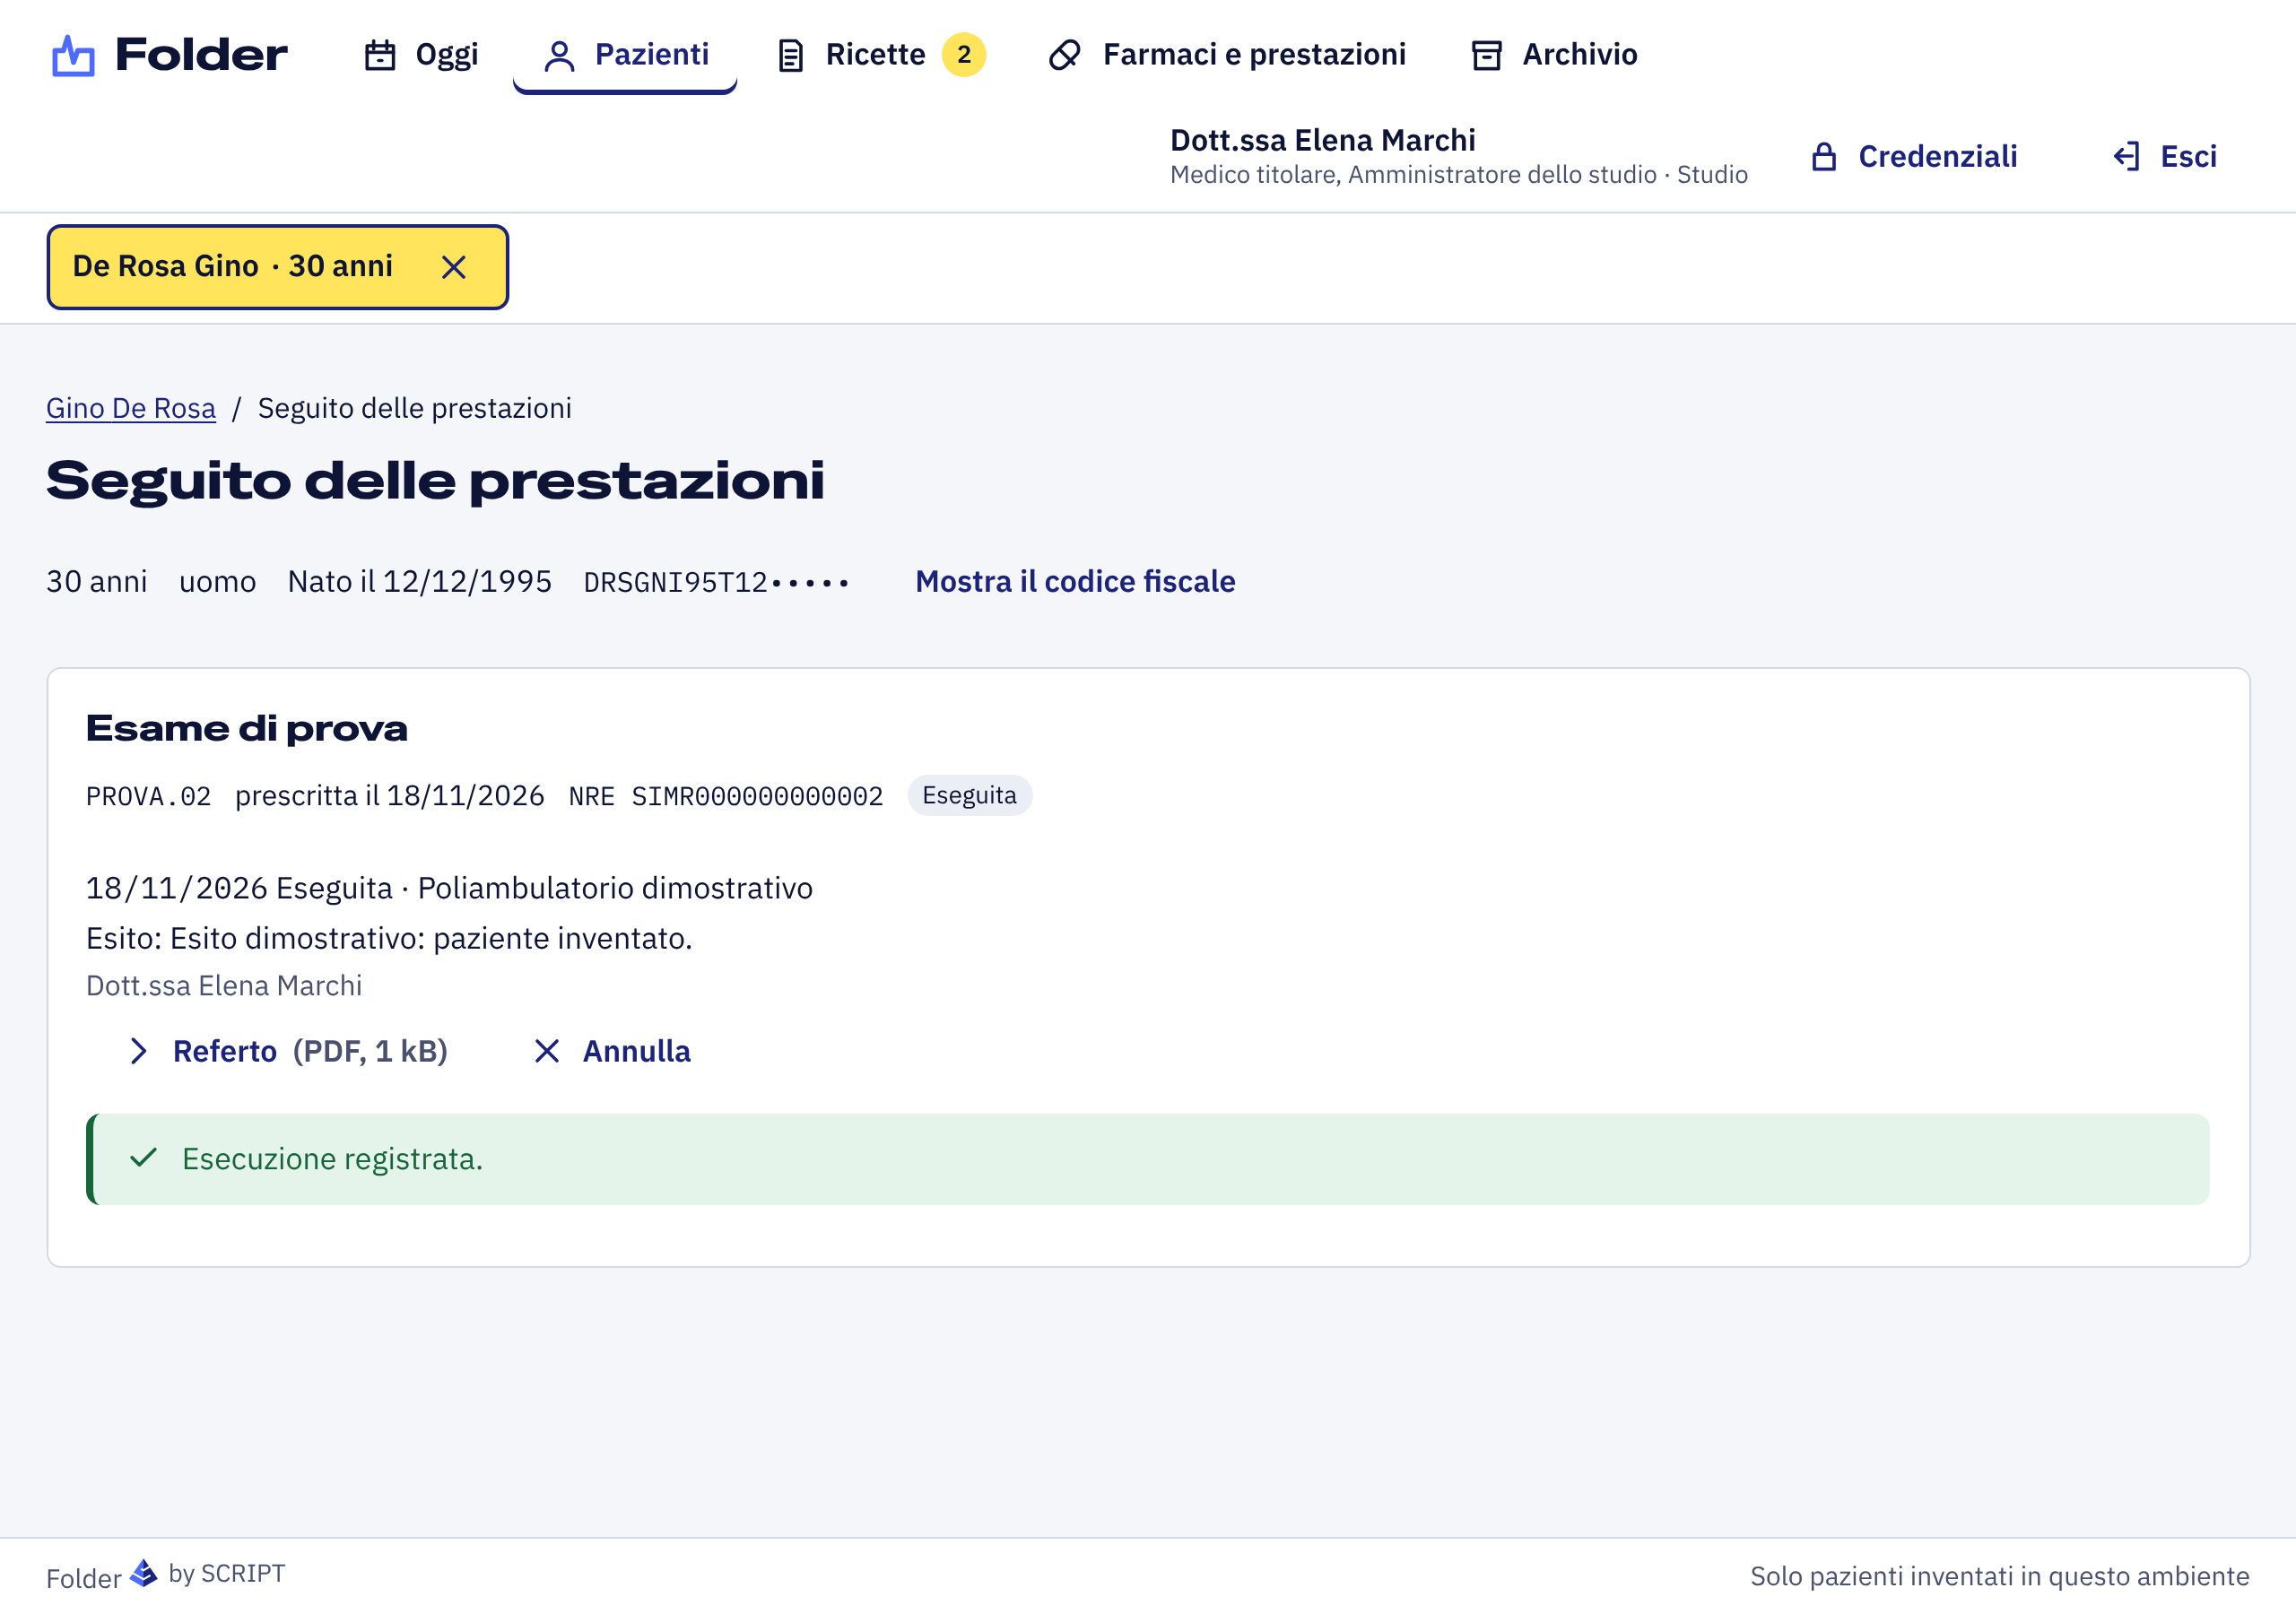 Folder
Oggi
Pazienti
Ricette 2
Farmaci e prestazioni
Archivio
Dott.ssa Elena Marchi
Medico titolare, Amministratore dello studio · Studio
Credenziali
Esci
De Rosa Gino · 30 anni
Gino De Rosa / Seguito delle prestazioni
Seguito delle prestazioni
30 anni uomo Nato il 12/12/1995 DRSGNI95T12••••• Mostra il codice fiscale
Esame di prova
PROVA.02 prescritta il 18/11/2026 NRE SIMR000000000002 Eseguita
18/11/2026 Eseguita · Poliambulatorio dimostrativo
Esito: Esito dimostrativo: paziente inventato.
Dott.ssa Elena Marchi
Referto (PDF, 1 kB) Annulla
Esecuzione registrata.
Folder by SCRIPT
Solo pazienti inventati in questo ambiente